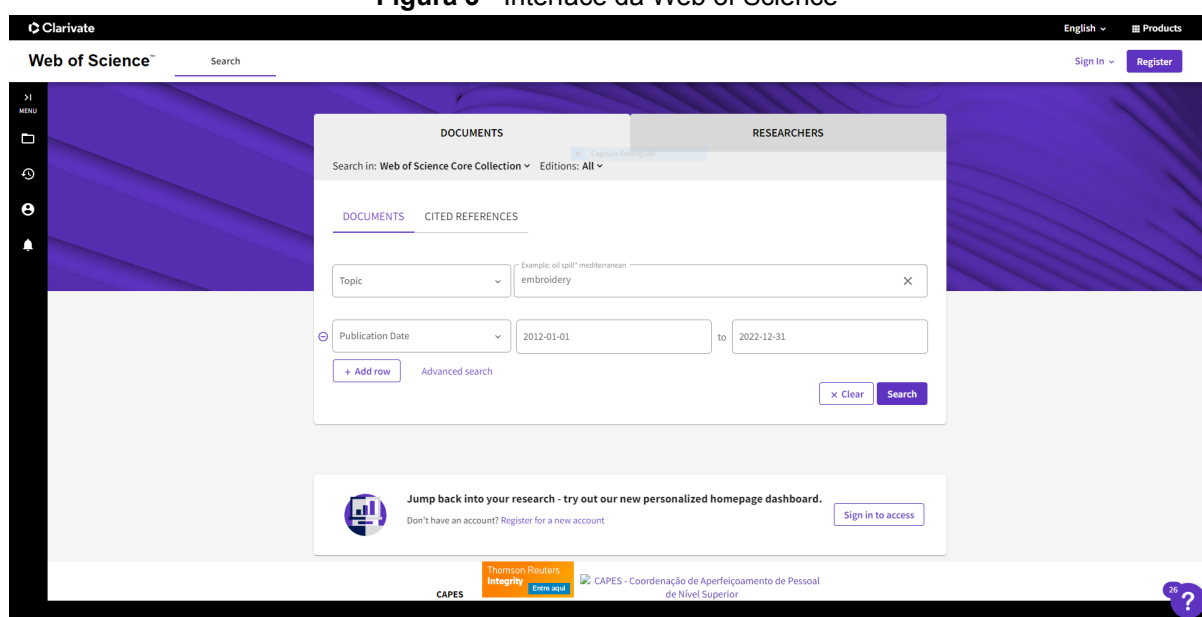 Figura 6 - Interface da Web of Science
Clarivate
English
Products
Web of Science™
Search
Sign In
Register
MENU
DOCUMENTS
RESEARCHERS
Captura Retangular
Search in: Web of Science Core Collection
Editions: All
DOCUMENTS
CITED REFERENCES
Topic
Example: oil spill* mediterranean
embroidery
Publication Date
2012-01-01
to
2022-12-31
+ Add row
Advanced search
× Clear
Search
Jump back into your research - try out our new personalized homepage dashboard.
Don't have an account? Register for a new account
Sign in to access
CAPES
Thomson Reuters
Integrity
Entre aqui
CAPES - Coordenação de Aperfeiçoamento de Pessoal
de Nível Superior
26
?